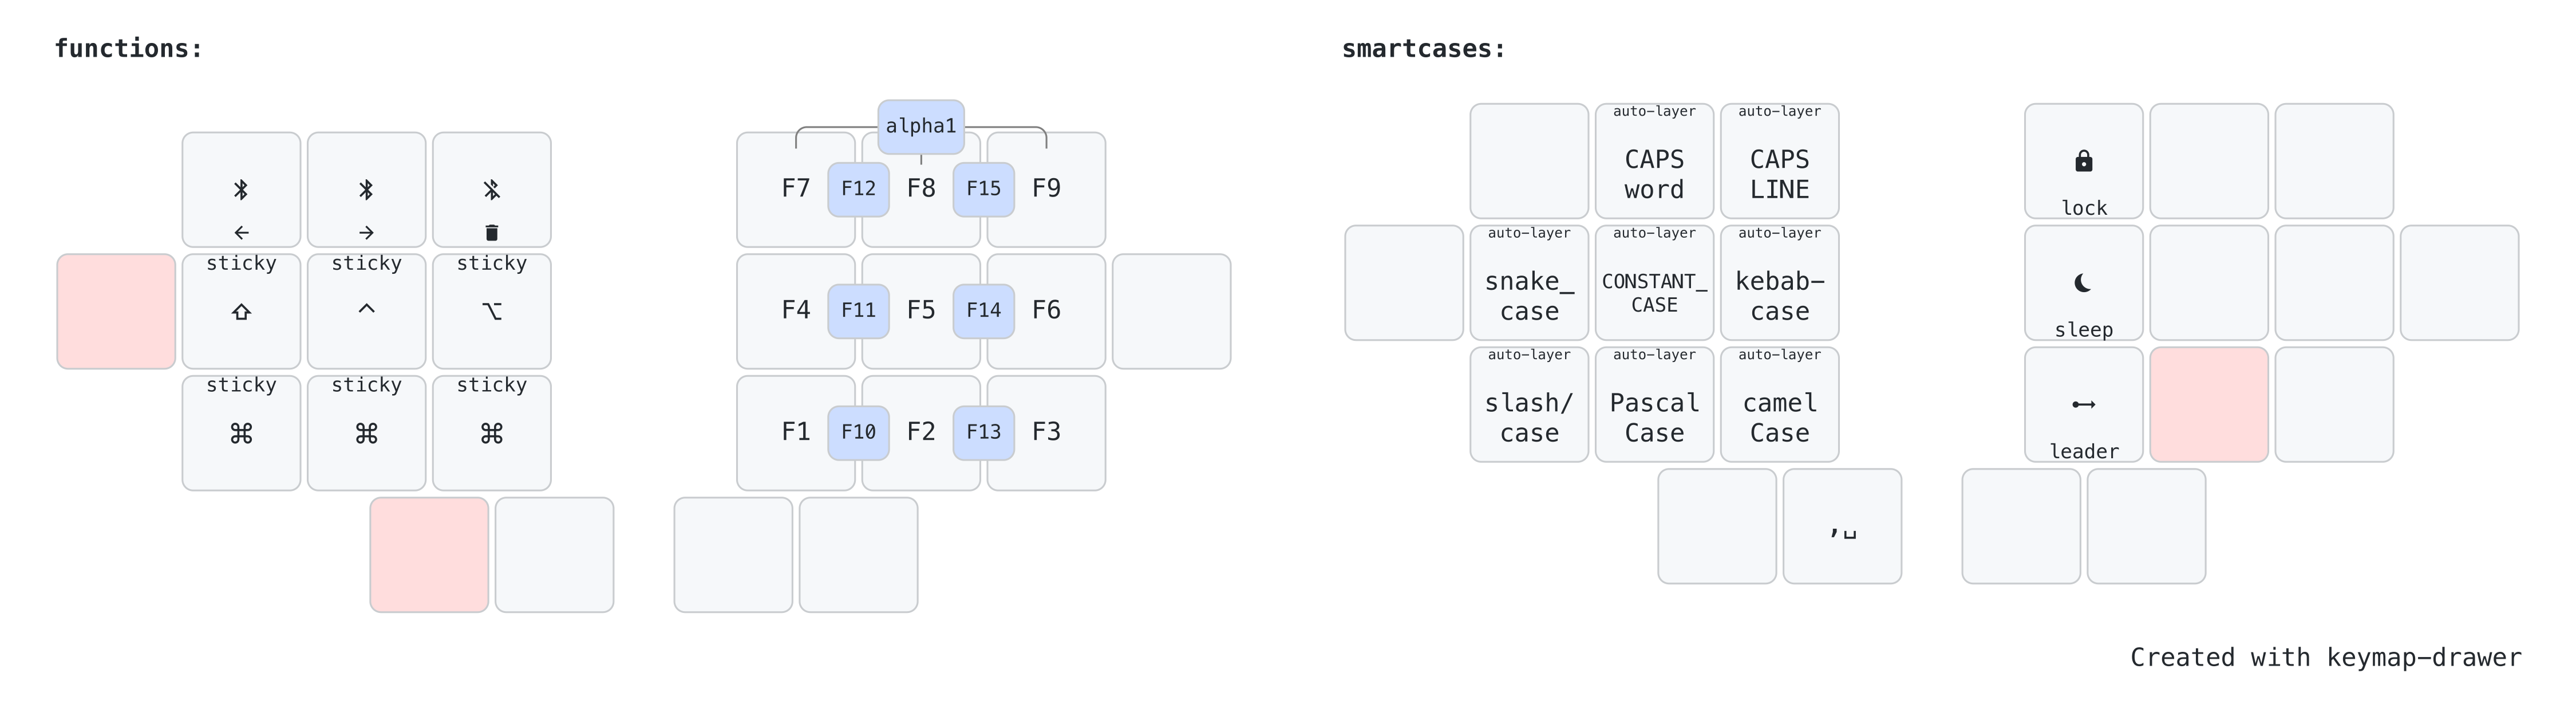 functions:
smartcases:
alpha1
F7 F12 F8 F15 F9
sticky sticky sticky
F4 F11 F5 F14 F6
sticky sticky sticky
⇧ ^ ⌥
⌘ ⌘ ⌘
F1 F10 F2 F13 F3
auto-layer auto-layer
CAPS
word
CAPS
LINE
lock
auto-layer auto-layer auto-layer
snake_
case
CONSTANT_
CASE
kebab-
case
sleep
auto-layer auto-layer auto-layer
slash/
case
Pascal
Case
camel
Case
leader
,␣
Created with keymap-drawer